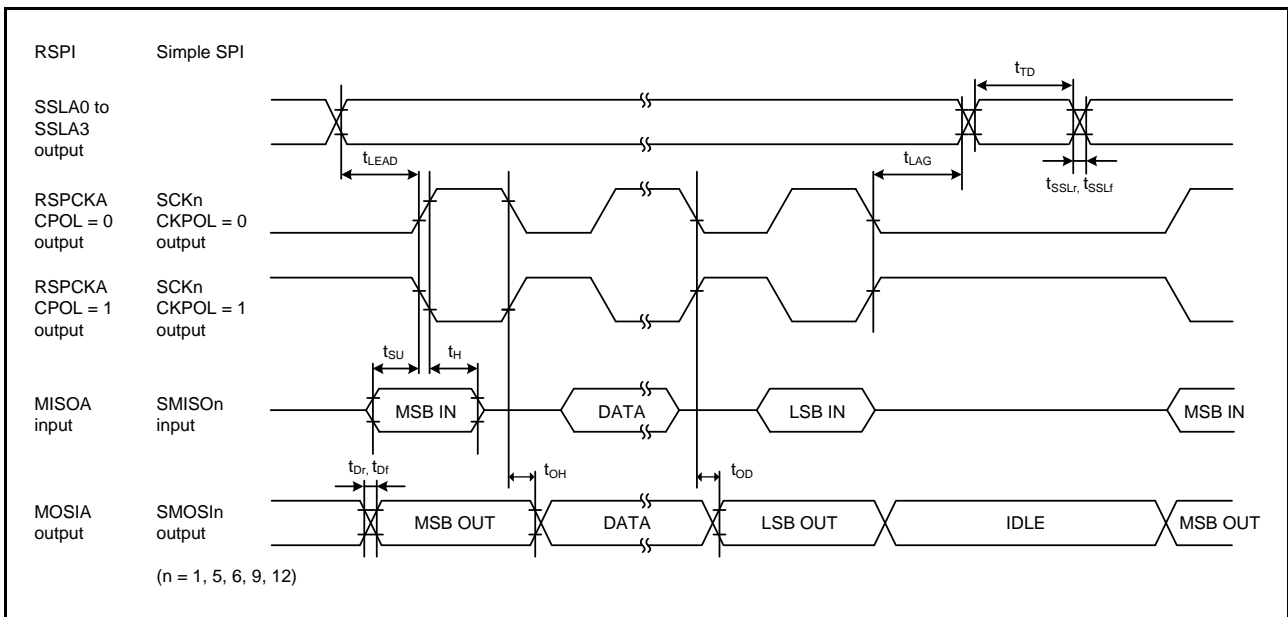 RSPI Simple SPI
tTD
SSLA0 to
SSLA3
output
tLEAD
tLAG
tSSLr, tSSLf
RSPCKA SCKn
CPOL = 0 CKPOL = 0
output output
RSPCKA SCKn
CPOL = 1 CKPOL = 1
output output
tSU tH
MISOA SMISOn
input input
MSB IN DATA LSB IN MSB IN
tDr, tDf tOH tOD
MOSIA SMOSIn
output output
MSB OUT DATA LSB OUT IDLE MSB OUT
(n = 1, 5, 6, 9, 12)